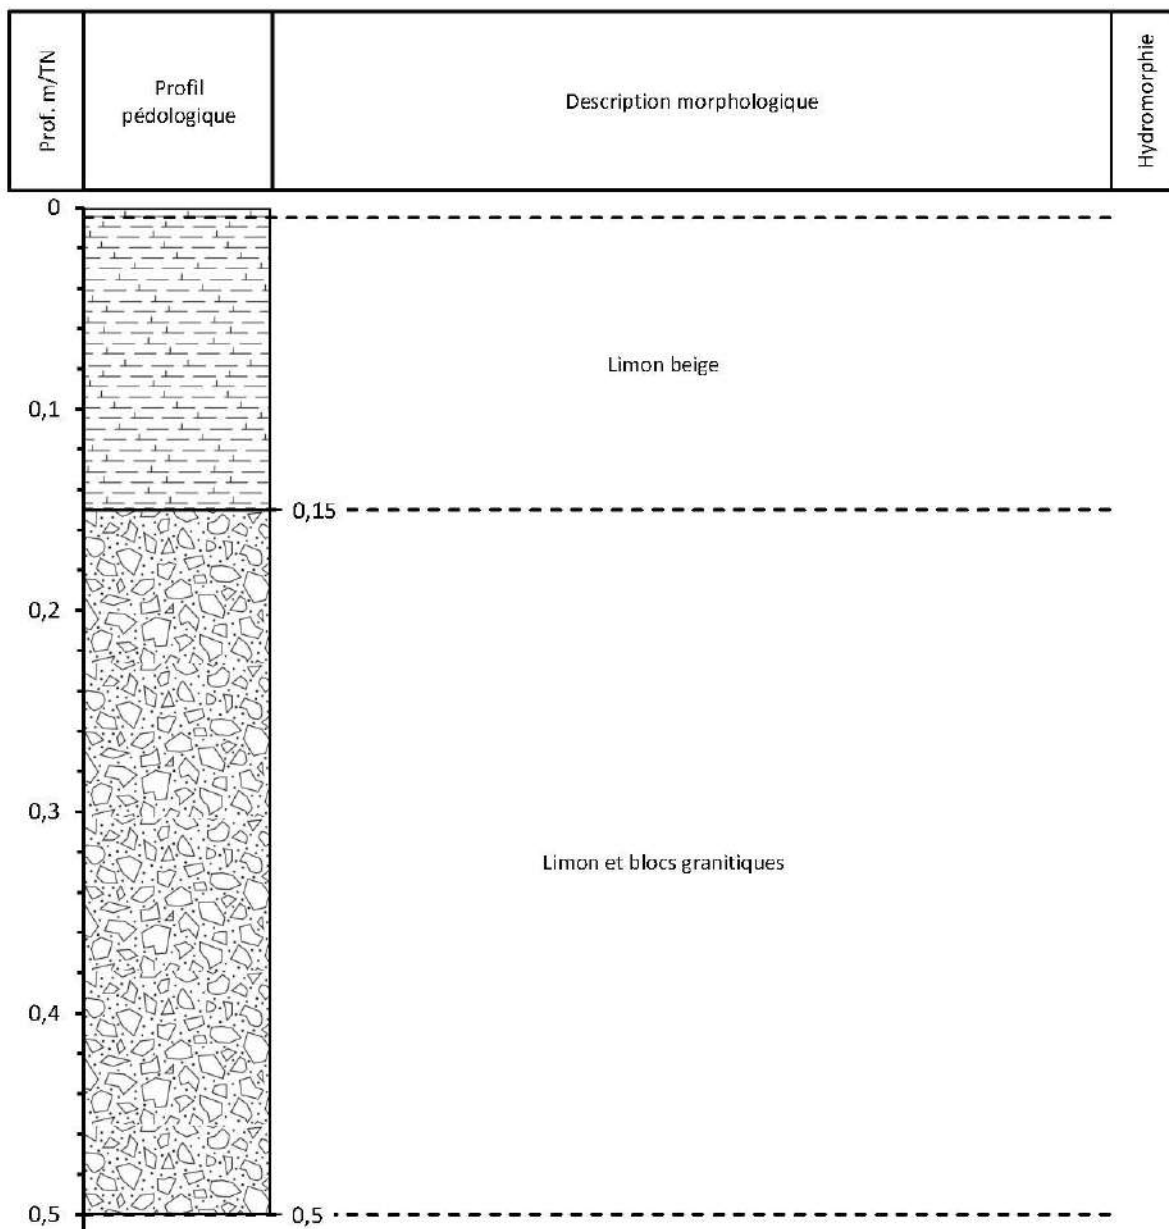 Prof. m/TN
Profil
pédologique
Description morphologique
Hydromorphie
0
Limon beige
0,1
0,15
0,2
0,3
Limon et blocs granitiques
0,4
0,5
0,5